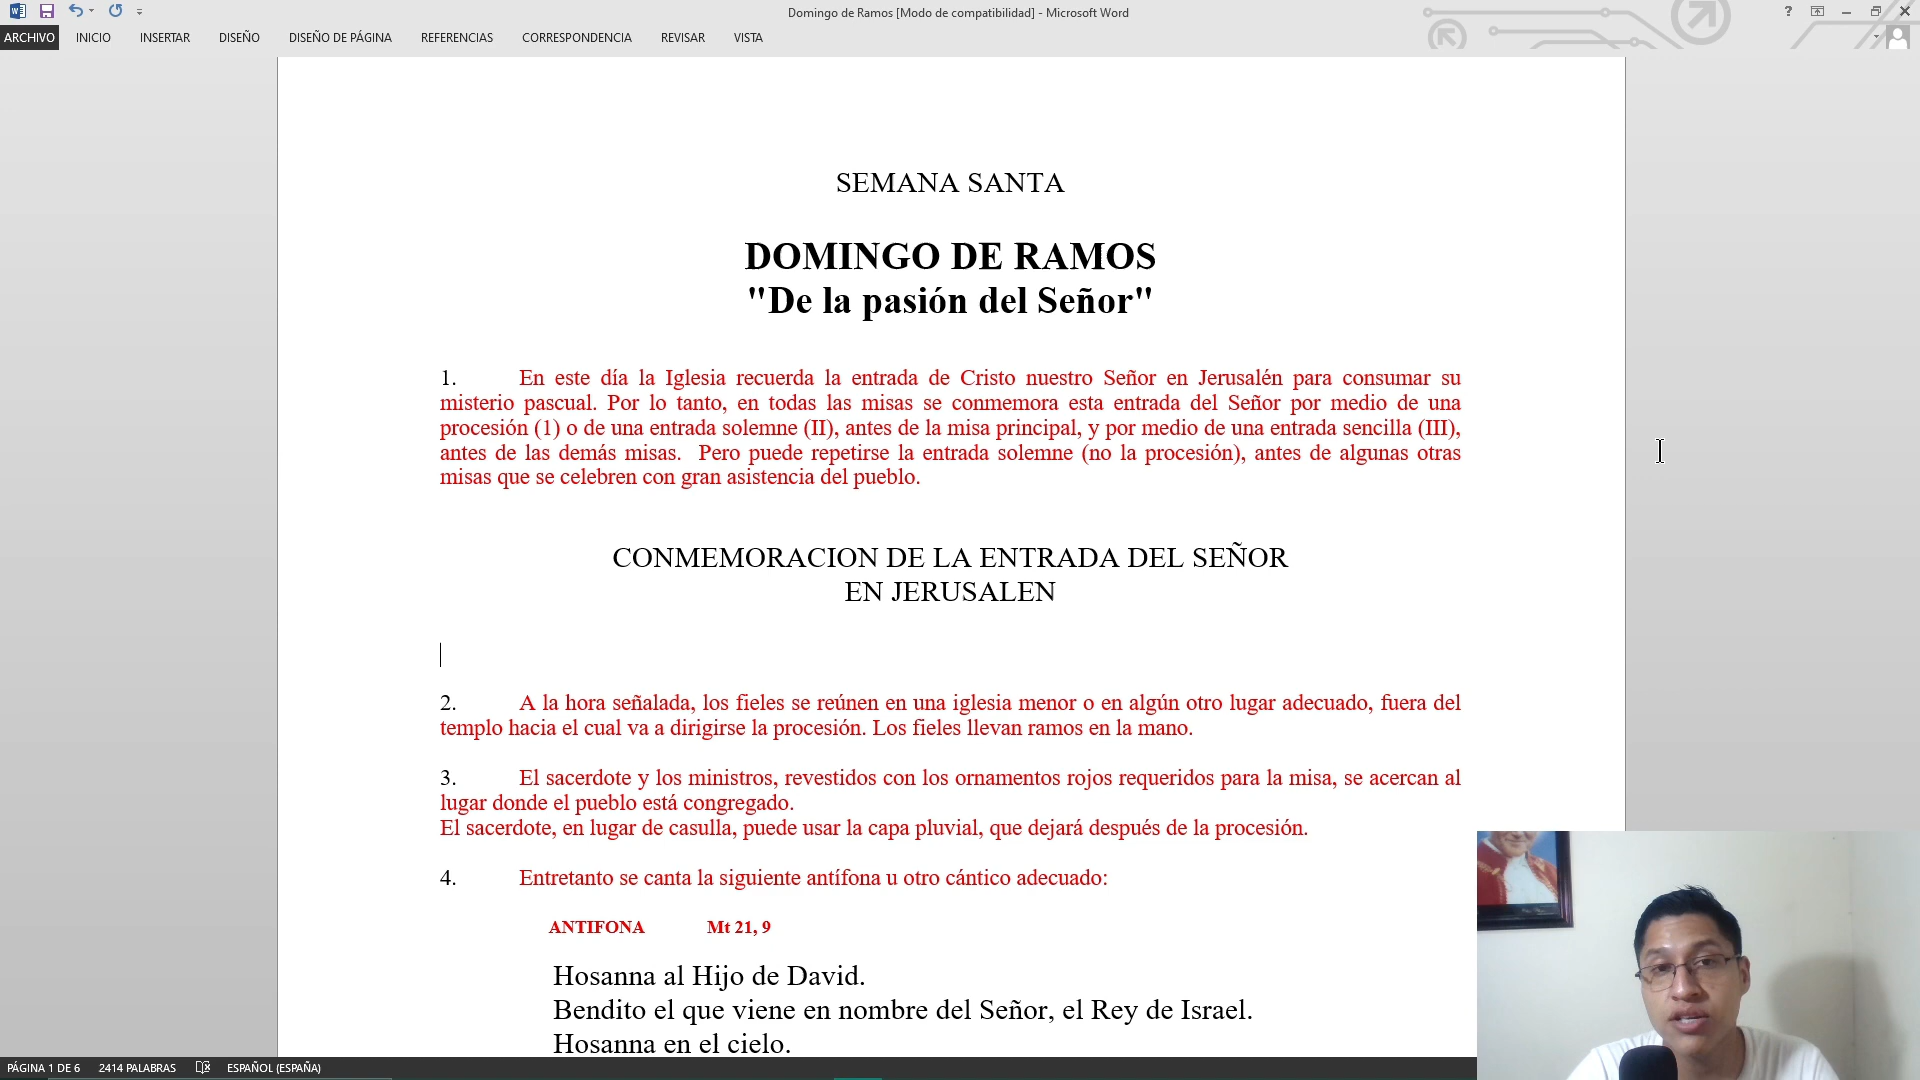 Domingo de Ramos [Modo de compatibilidad] - Microsoft Word
?
ARCHIVO INICIO INSERTAR DISEÑO DISEÑO DE PÁGINA REFERENCIAS CORRESPONDENCIA REVISAR VISTA
SEMANA SANTA
DOMINGO DE RAMOS
"De la pasión del Señor"
1. En este día la Iglesia recuerda la entrada de Cristo nuestro Señor en Jerusalén para consumar su
misterio pascual. Por lo tanto, en todas las misas se conmemora esta entrada del Señor por medio de una
procesión (1) o de una entrada solemne (II), antes de la misa principal, y por medio de una entrada sencilla (III),
antes de las demás misas. Pero puede repetirse la entrada solemne (no la procesión), antes de algunas otras
misas que se celebren con gran asistencia del pueblo.
CONMEMORACION DE LA ENTRADA DEL SEÑOR
EN JERUSALEN
2. A la hora señalada, los fieles se reúnen en una iglesia menor o en algún otro lugar adecuado, fuera del
templo hacia el cual va a dirigirse la procesión. Los fieles llevan ramos en la mano.
3. El sacerdote y los ministros, revestidos con los ornamentos rojos requeridos para la misa, se acercan al
lugar donde el pueblo está congregado.
El sacerdote, en lugar de casulla, puede usar la capa pluvial, que dejará después de la procesión.
4. Entretanto se canta la siguiente antífona u otro cántico adecuado:
ANTIFONA Mt 21, 9
Hosanna al Hijo de David.
Bendito el que viene en nombre del Señor, el Rey de Israel.
Hosanna en el cielo.
PÁGINA 1 DE 6 2414 PALABRAS ESPAÑOL (ESPAÑA)